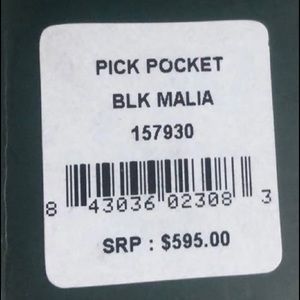 PICK POCKET
BLK MALIA
157930
8 43036 02308 3
SRP : $595.00